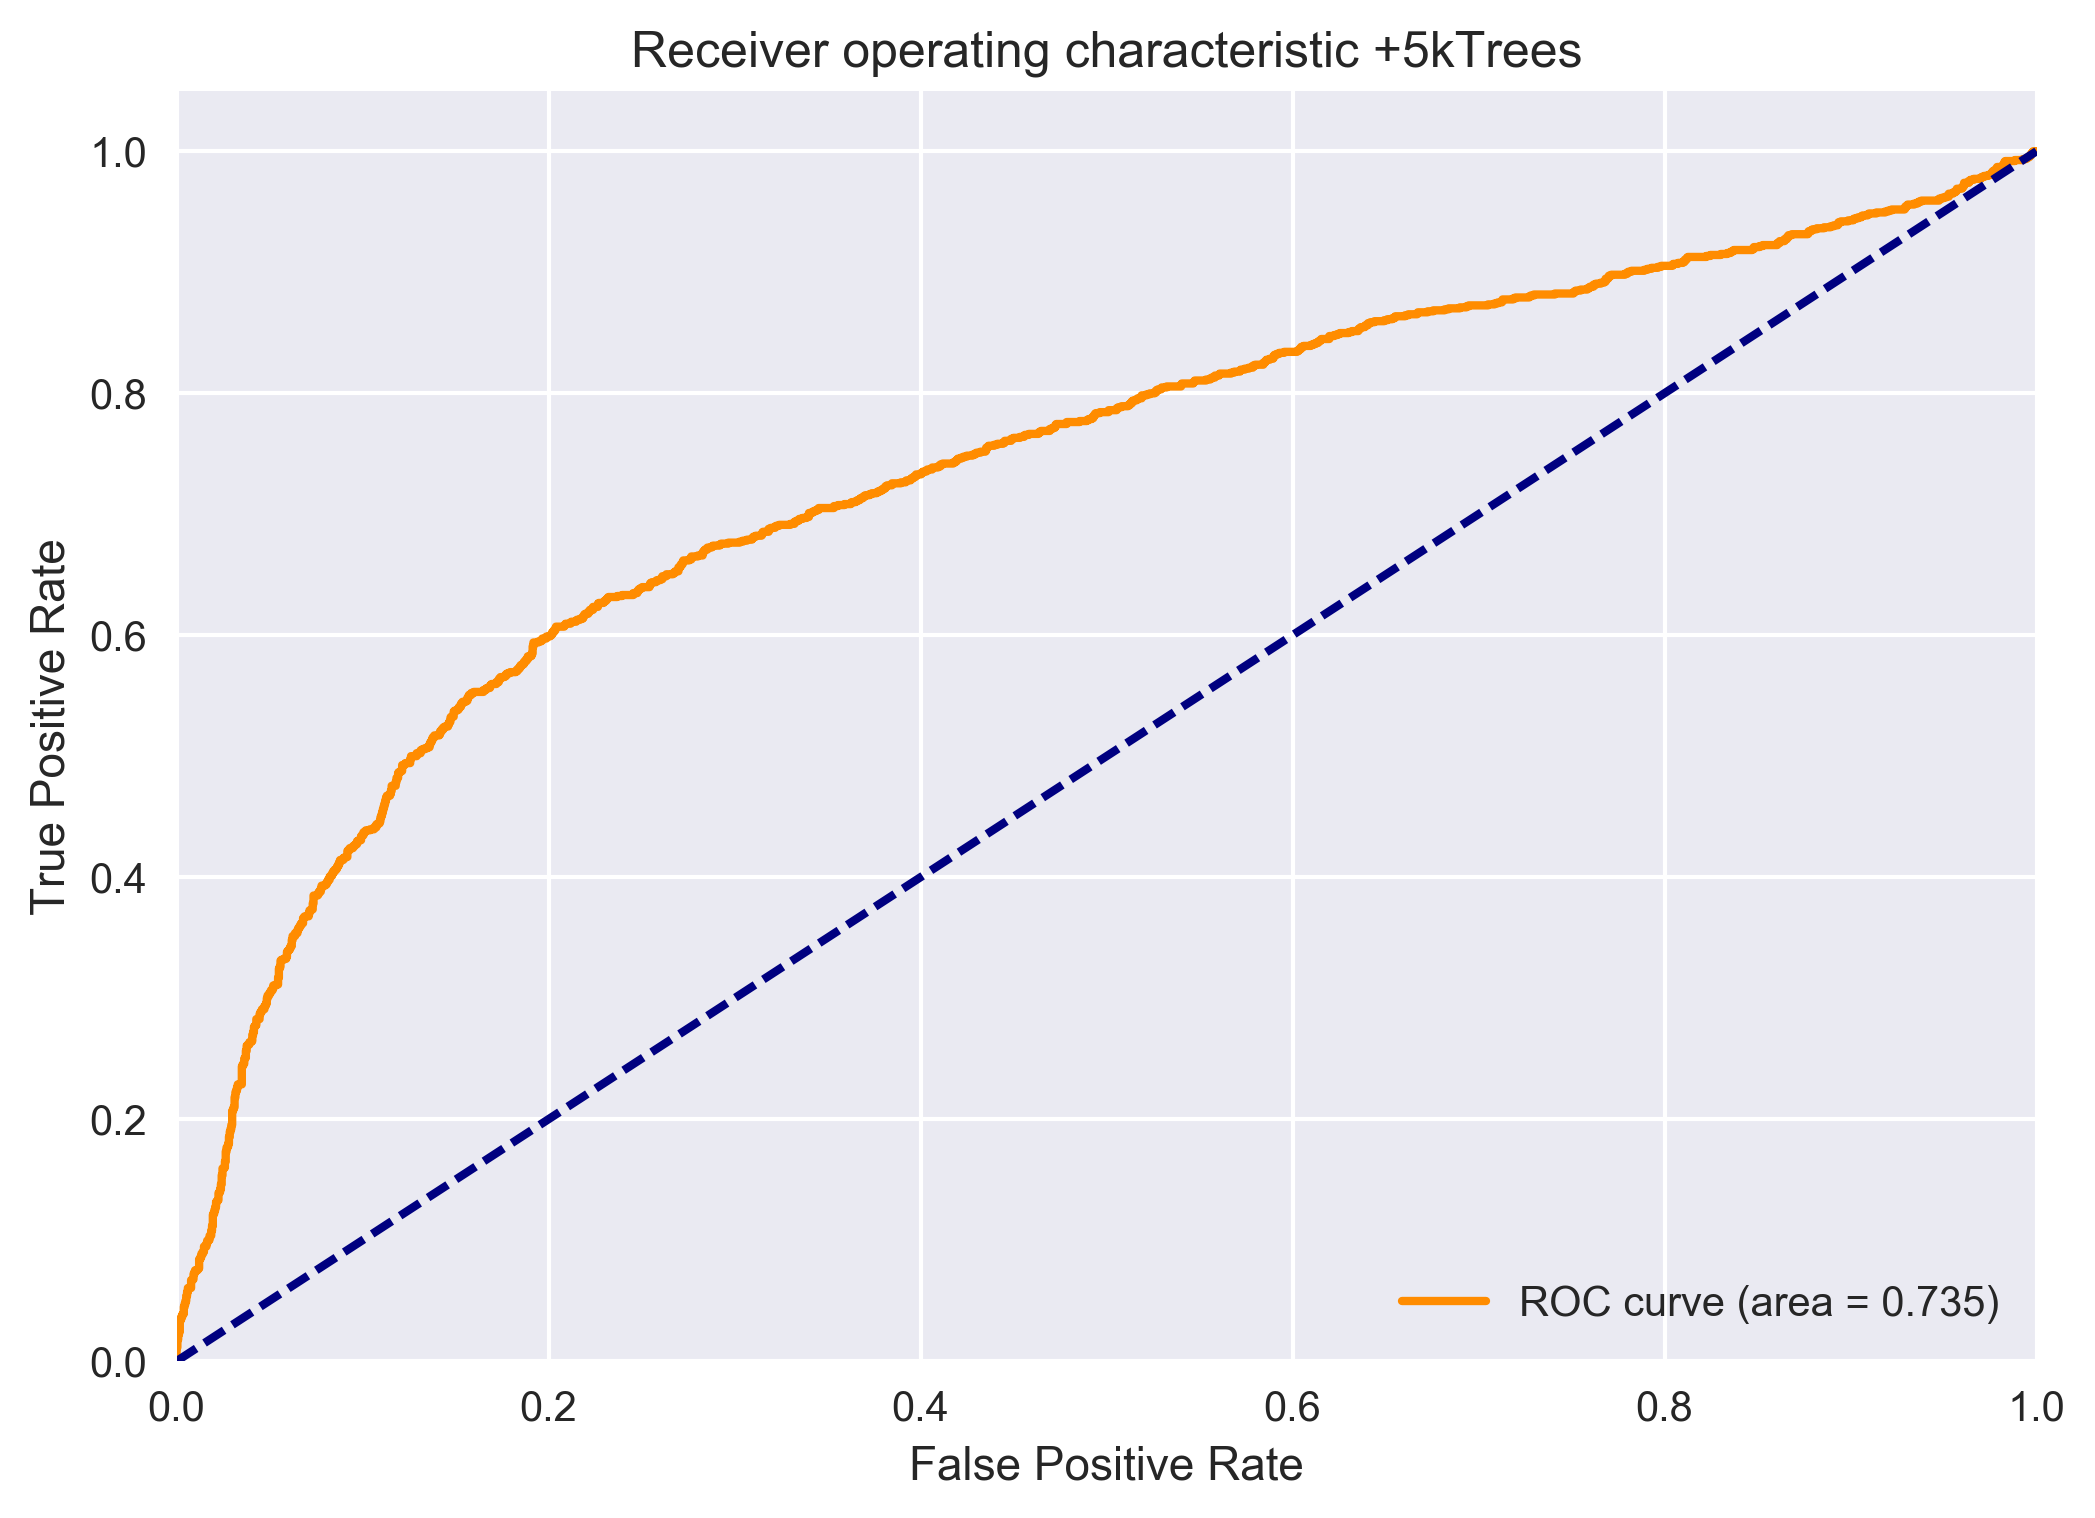 Receiver operating characteristic +5kTrees
1.0
0.8
0.6
0.4
0.2
0.0
True Positive Rate
ROC curve (area = 0.735)
0.0 0.2 0.4 0.6 0.8 1.0
False Positive Rate